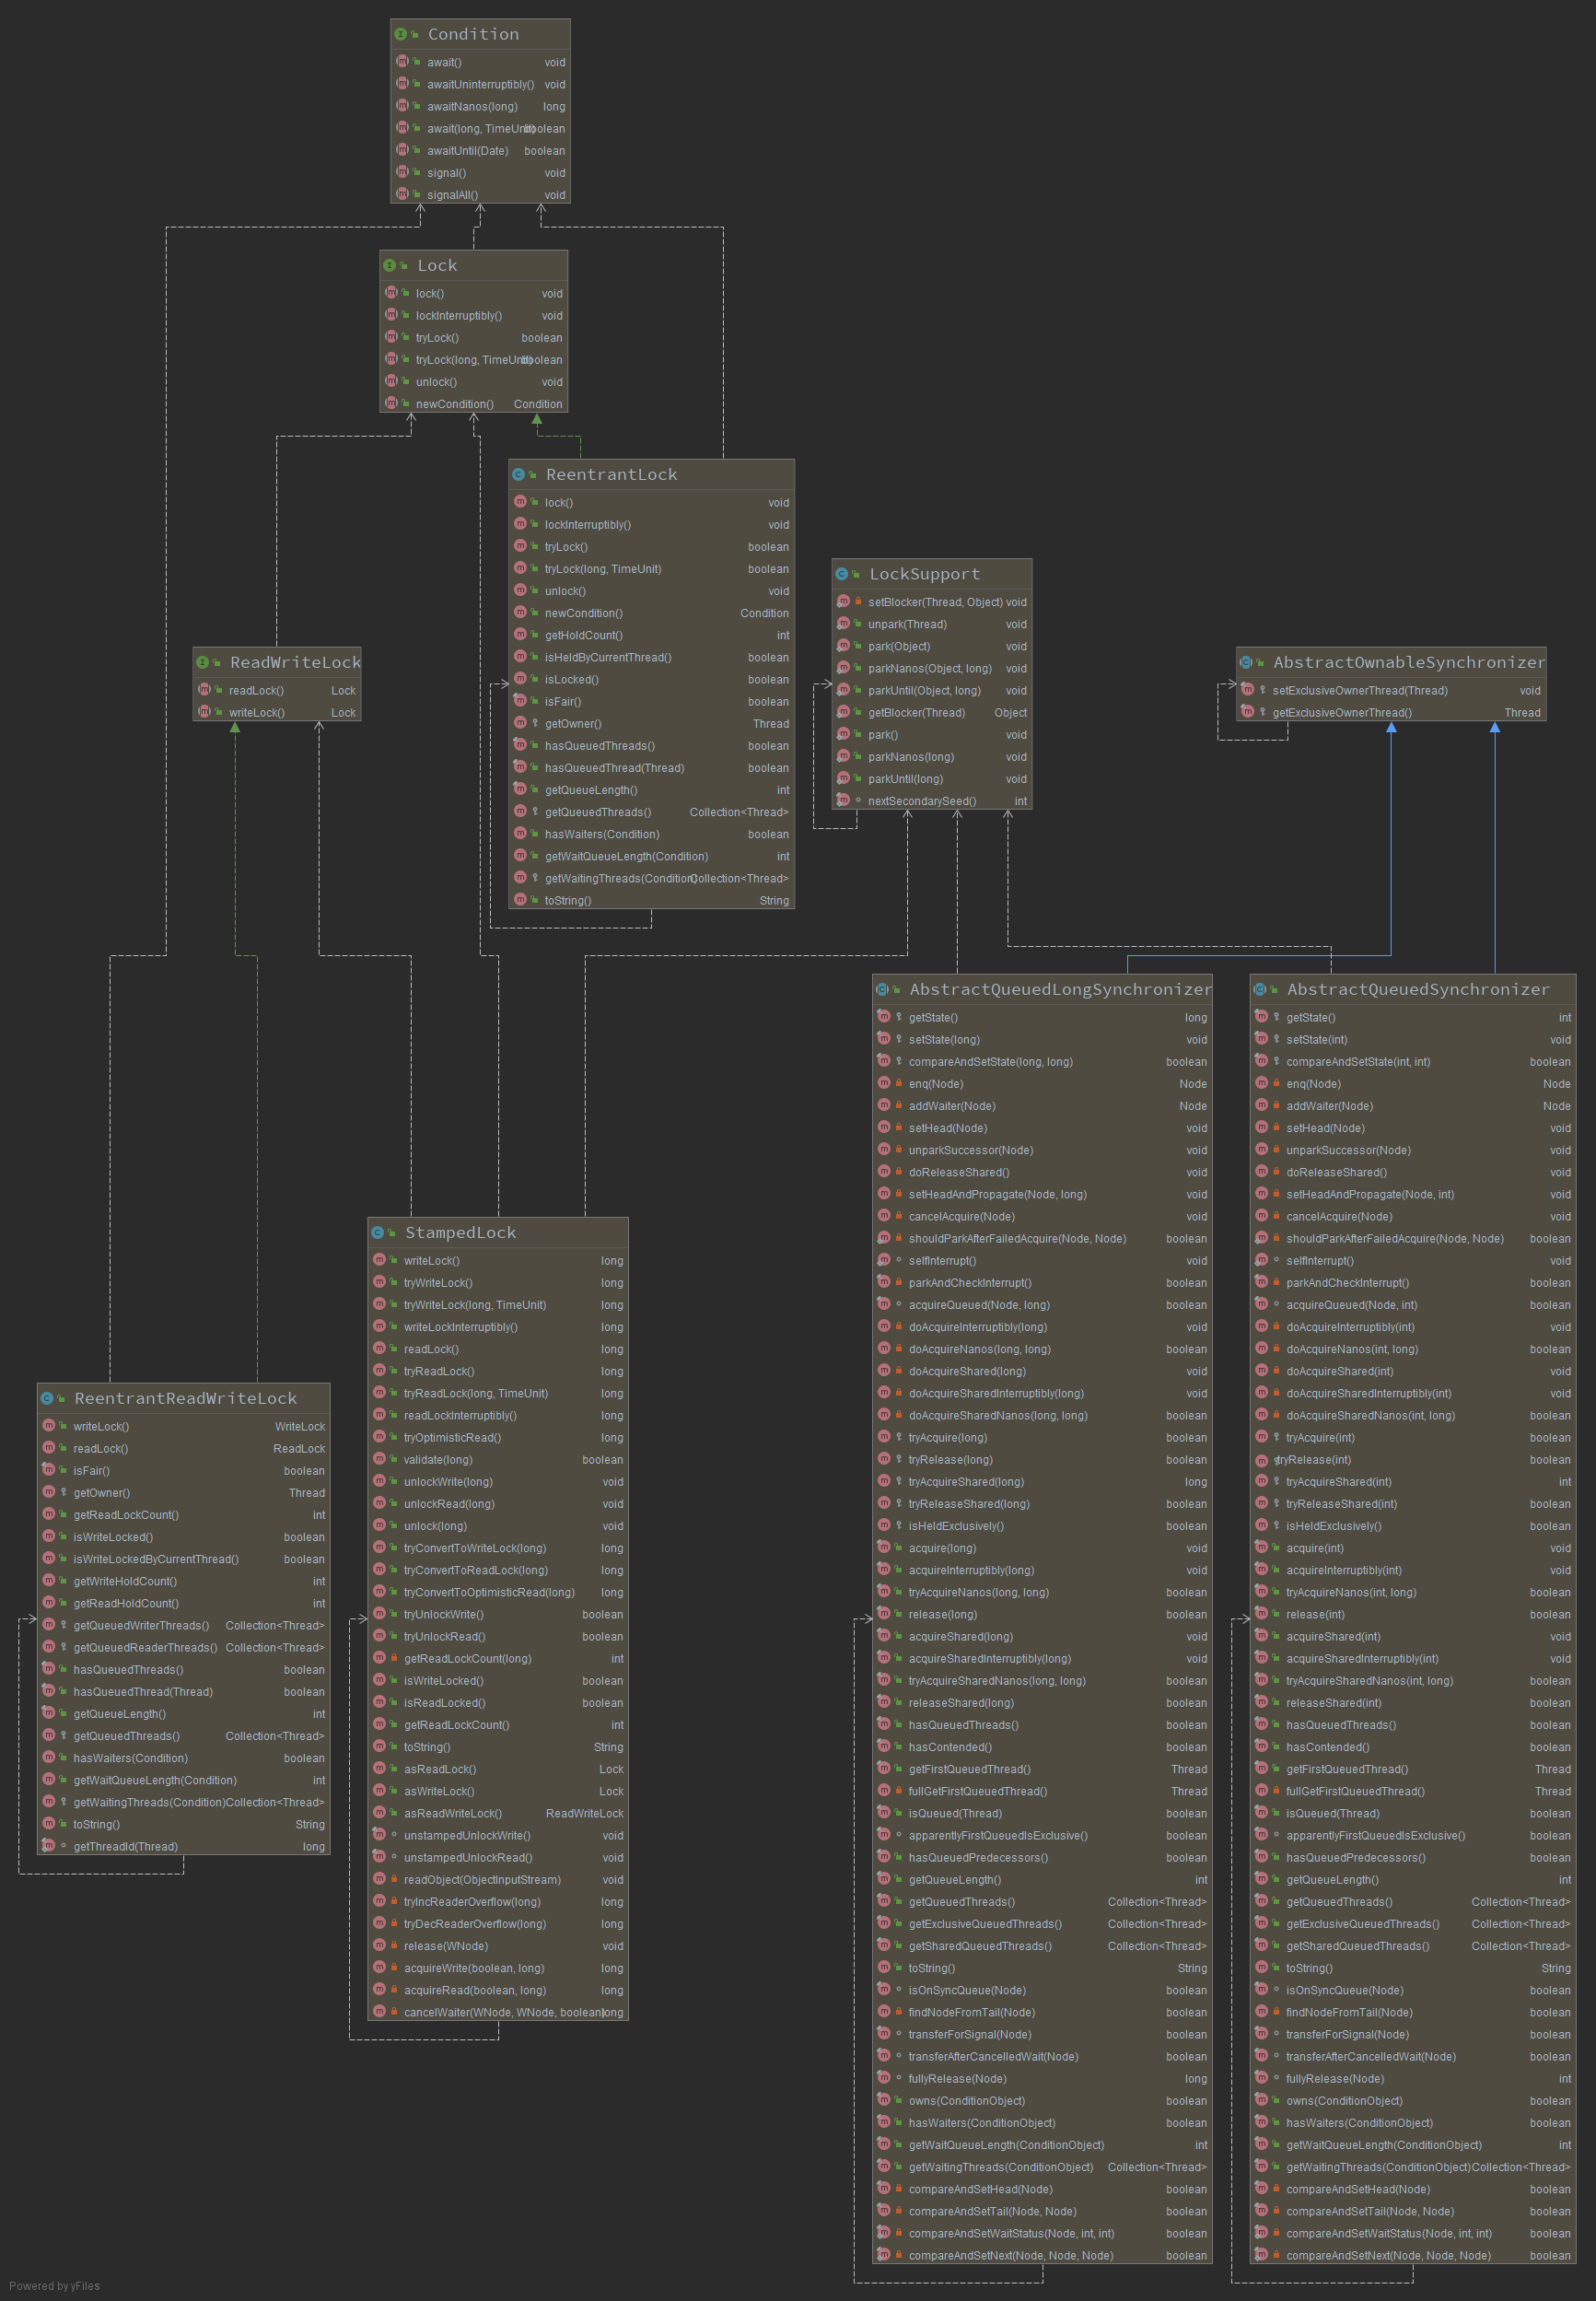 Condition
await() void
awaitUninterruptibly() void
awaitNanos(long) long
await(long, TimeUnit) boolean
awaitUntil(Date) boolean
signal() void
signalAll() void
Lock
lock() void
lockInterruptibly() void
tryLock() boolean
tryLock(long, TimeUnit) boolean
unlock() void
newCondition() Condition
ReentrantLock
lock() void
lockInterruptibly() void
tryLock() boolean
tryLock(long, TimeUnit) boolean
unlock() void
newCondition() Condition
getHoldCount() int
isHeldByCurrentThread() boolean
isLocked() boolean
isFair() boolean
getOwner() Thread
hasQueuedThreads() boolean
hasQueuedThread(Thread) boolean
getQueueLength() int
getQueuedThreads() Collection<Thread>
hasWaiters(Condition) boolean
getWaitQueueLength(Condition) int
getWaitingThreads(Condition) Collection<Thread>
toString() String
LockSupport
setBlocker(Thread, Object) void
unpark(Thread) void
park(Object) void
parkNanos(Object, long) void
parkUntil(Object, long) void
getBlocker(Thread) Object
park() void
parkNanos(long) void
parkUntil(long) void
nextSecondarySeed() int
ReadWriteLock
readLock() Lock
writeLock() Lock
AbstractOwnableSynchronizer
setExclusiveOwnerThread(Thread) void
getExclusiveOwnerThread() Thread
AbstractQueuedLongSynchronizer
getState() long
setState(long) void
compareAndSetState(long, long) boolean
enq(Node) Node
addWaiter(Node) Node
setHead(Node) void
unparkSuccessor(Node) void
doReleaseShared() void
setHeadAndPropagate(Node, long) void
cancelAcquire(Node) void
shouldParkAfterFailedAcquire(Node, Node) boolean
selfInterrupt() void
parkAndCheckInterrupt() boolean
acquireQueued(Node, long) boolean
doAcquireInterruptibly(long) void
doAcquireNanos(long, long) boolean
doAcquireShared(long) void
doAcquireSharedInterruptibly(long) void
doAcquireSharedNanos(long, long) boolean
tryAcquire(long) boolean
tryRelease(long) boolean
tryAcquireShared(long) long
tryReleaseShared(long) boolean
isHeldExclusively() boolean
acquire(long) void
acquireInterruptibly(long) void
tryAcquireNanos(long, long) boolean
release(long) boolean
acquireShared(long) void
acquireSharedInterruptibly(long) void
tryAcquireSharedNanos(long, long) boolean
releaseShared(long) boolean
hasQueuedThreads() boolean
hasContended() boolean
getFirstQueuedThread() Thread
fullGetFirstQueuedThread() Thread
isQueued(Thread) boolean
apparentlyFirstQueuedIsExclusive() boolean
hasQueuedPredecessors() boolean
getQueueLength() int
getQueuedThreads() Collection<Thread>
getExclusiveQueuedThreads() Collection<Thread>
getSharedQueuedThreads() Collection<Thread>
toString() String
isOnSyncQueue(Node) boolean
findNodeFromTail(Node) boolean
transferForSignal(Node) boolean
transferAfterCancelledWait(Node) boolean
fullyRelease(Node) long
owns(ConditionObject) boolean
hasWaiters(ConditionObject) boolean
getWaitQueueLength(ConditionObject) int
getWaitingThreads(ConditionObject) Collection<Thread>
compareAndSetHead(Node) boolean
compareAndSetTail(Node, Node) boolean
compareAndSetWaitStatus(Node, int, int) boolean
compareAndSetNext(Node, Node, Node) boolean
AbstractQueuedSynchronizer
getState() int
setState(int) void
compareAndSetState(int, int) boolean
enq(Node) Node
addWaiter(Node) Node
setHead(Node) void
unparkSuccessor(Node) void
doReleaseShared() void
setHeadAndPropagate(Node, int) void
cancelAcquire(Node) void
shouldParkAfterFailedAcquire(Node, Node) boolean
selfInterrupt() void
parkAndCheckInterrupt() boolean
acquireQueued(Node, int) boolean
doAcquireInterruptibly(int) void
doAcquireNanos(int, long) boolean
doAcquireShared(int) void
doAcquireSharedInterruptibly(int) void
doAcquireSharedNanos(int, long) boolean
tryAcquire(int) boolean
tryRelease(int) boolean
tryAcquireShared(int) int
tryReleaseShared(int) boolean
isHeldExclusively() boolean
acquire(int) void
acquireInterruptibly(int) void
tryAcquireNanos(int, long) boolean
release(int) boolean
acquireShared(int) void
acquireSharedInterruptibly(int) void
tryAcquireSharedNanos(int, long) boolean
releaseShared(int) boolean
hasQueuedThreads() boolean
hasContended() boolean
getFirstQueuedThread() Thread
fullGetFirstQueuedThread() Thread
isQueued(Thread) boolean
apparentlyFirstQueuedIsExclusive() boolean
hasQueuedPredecessors() boolean
getQueueLength() int
getQueuedThreads() Collection<Thread>
getExclusiveQueuedThreads() Collection<Thread>
getSharedQueuedThreads() Collection<Thread>
toString() String
isOnSyncQueue(Node) boolean
findNodeFromTail(Node) boolean
transferForSignal(Node) boolean
transferAfterCancelledWait(Node) boolean
fullyRelease(Node) int
owns(ConditionObject) boolean
hasWaiters(ConditionObject) boolean
getWaitQueueLength(ConditionObject) int
getWaitingThreads(ConditionObject) Collection<Thread>
compareAndSetHead(Node) boolean
compareAndSetTail(Node, Node) boolean
compareAndSetWaitStatus(Node, int, int) boolean
compareAndSetNext(Node, Node, Node) boolean
StampedLock
writeLock() long
tryWriteLock() long
tryWriteLock(long, TimeUnit) long
writeLockInterruptibly() long
readLock() long
tryReadLock() long
tryReadLock(long, TimeUnit) long
readLockInterruptibly() long
tryOptimisticRead() long
validate(long) boolean
unlockWrite(long) void
unlockRead(long) void
unlock(long) void
tryConvertToWriteLock(long) long
tryConvertToReadLock(long) long
tryConvertToOptimisticRead(long) long
tryUnlockWrite() boolean
tryUnlockRead() boolean
getReadLockCount(long) int
isWriteLocked() boolean
isReadLocked() boolean
getReadLockCount() int
toString() String
asReadLock() Lock
asWriteLock() Lock
asReadWriteLock() ReadWriteLock
unstampedUnlockWrite() void
unstampedUnlockRead() void
readObject(ObjectInputStream) void
tryIncReaderOverflow(long) long
tryDecReaderOverflow(long) long
release(WNode) void
acquireWrite(boolean, long) long
acquireRead(boolean, long) long
cancelWaiter(WNode, WNode, boolean) long
ReentrantReadWriteLock
writeLock() WriteLock
readLock() ReadLock
isFair() boolean
getOwner() Thread
getReadLockCount() int
isWriteLocked() boolean
isWriteLockedByCurrentThread() boolean
getWriteHoldCount() int
getReadHoldCount() int
getQueuedWriterThreads() Collection<Thread>
getQueuedReaderThreads() Collection<Thread>
hasQueuedThreads() boolean
hasQueuedThread(Thread) boolean
getQueueLength() int
getQueuedThreads() Collection<Thread>
hasWaiters(Condition) boolean
getWaitQueueLength(Condition) int
getWaitingThreads(Condition) Collection<Thread>
toString() String
getThreadId(Thread) long
Powered by yFiles